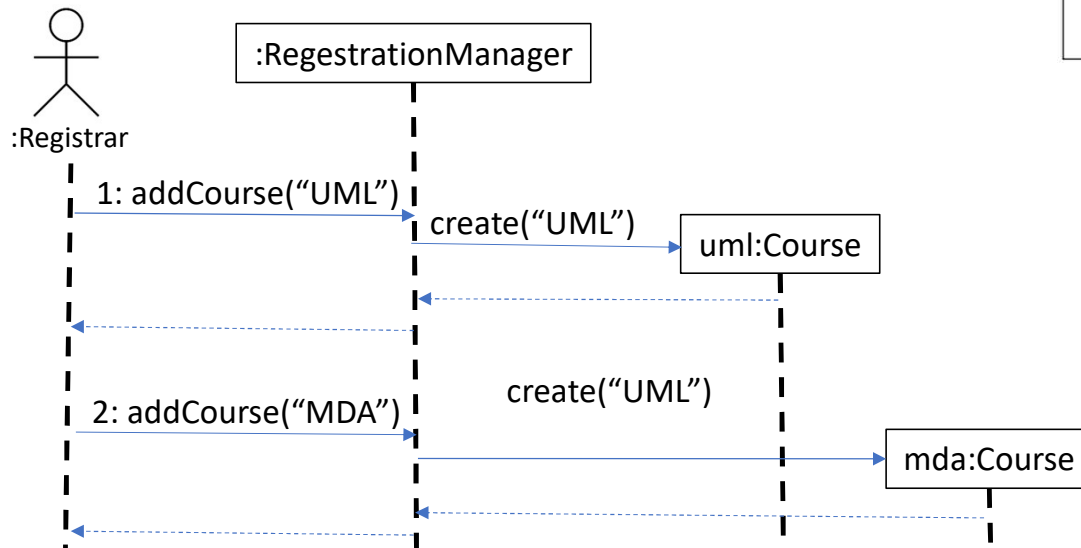 :RegestrationManager
:Registrar
1: addCourse(“UML”)
create(“UML”)
uml:Course
create(“UML”)
2: addCourse(“MDA”)
mda:Course